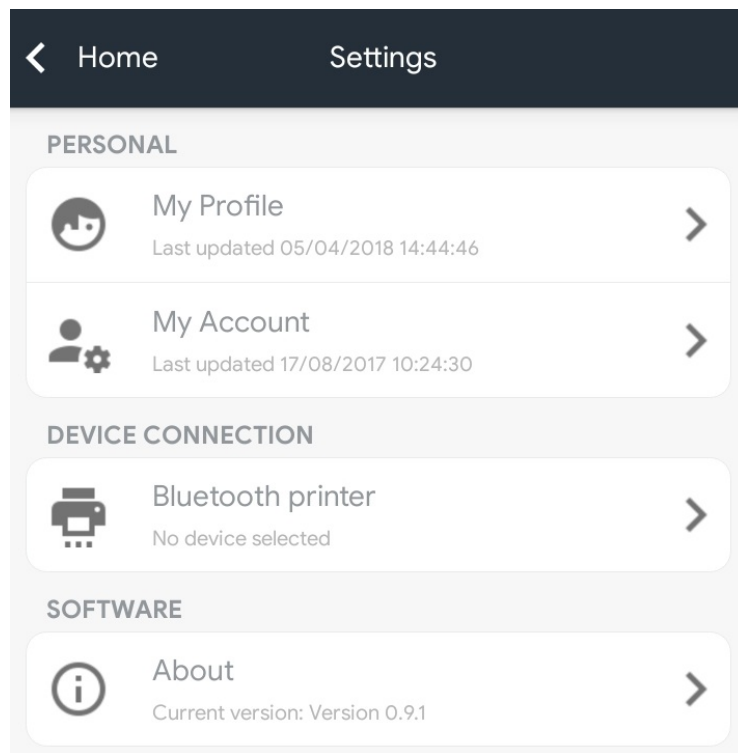 Home Settings
PERSONAL
My Profile
Last updated 05/04/2018 14:44:46
My Account
Last updated 17/08/2017 10:24:30
DEVICE CONNECTION
Bluetooth printer
No device selected
SOFTWARE
About
Current version: Version 0.9.1